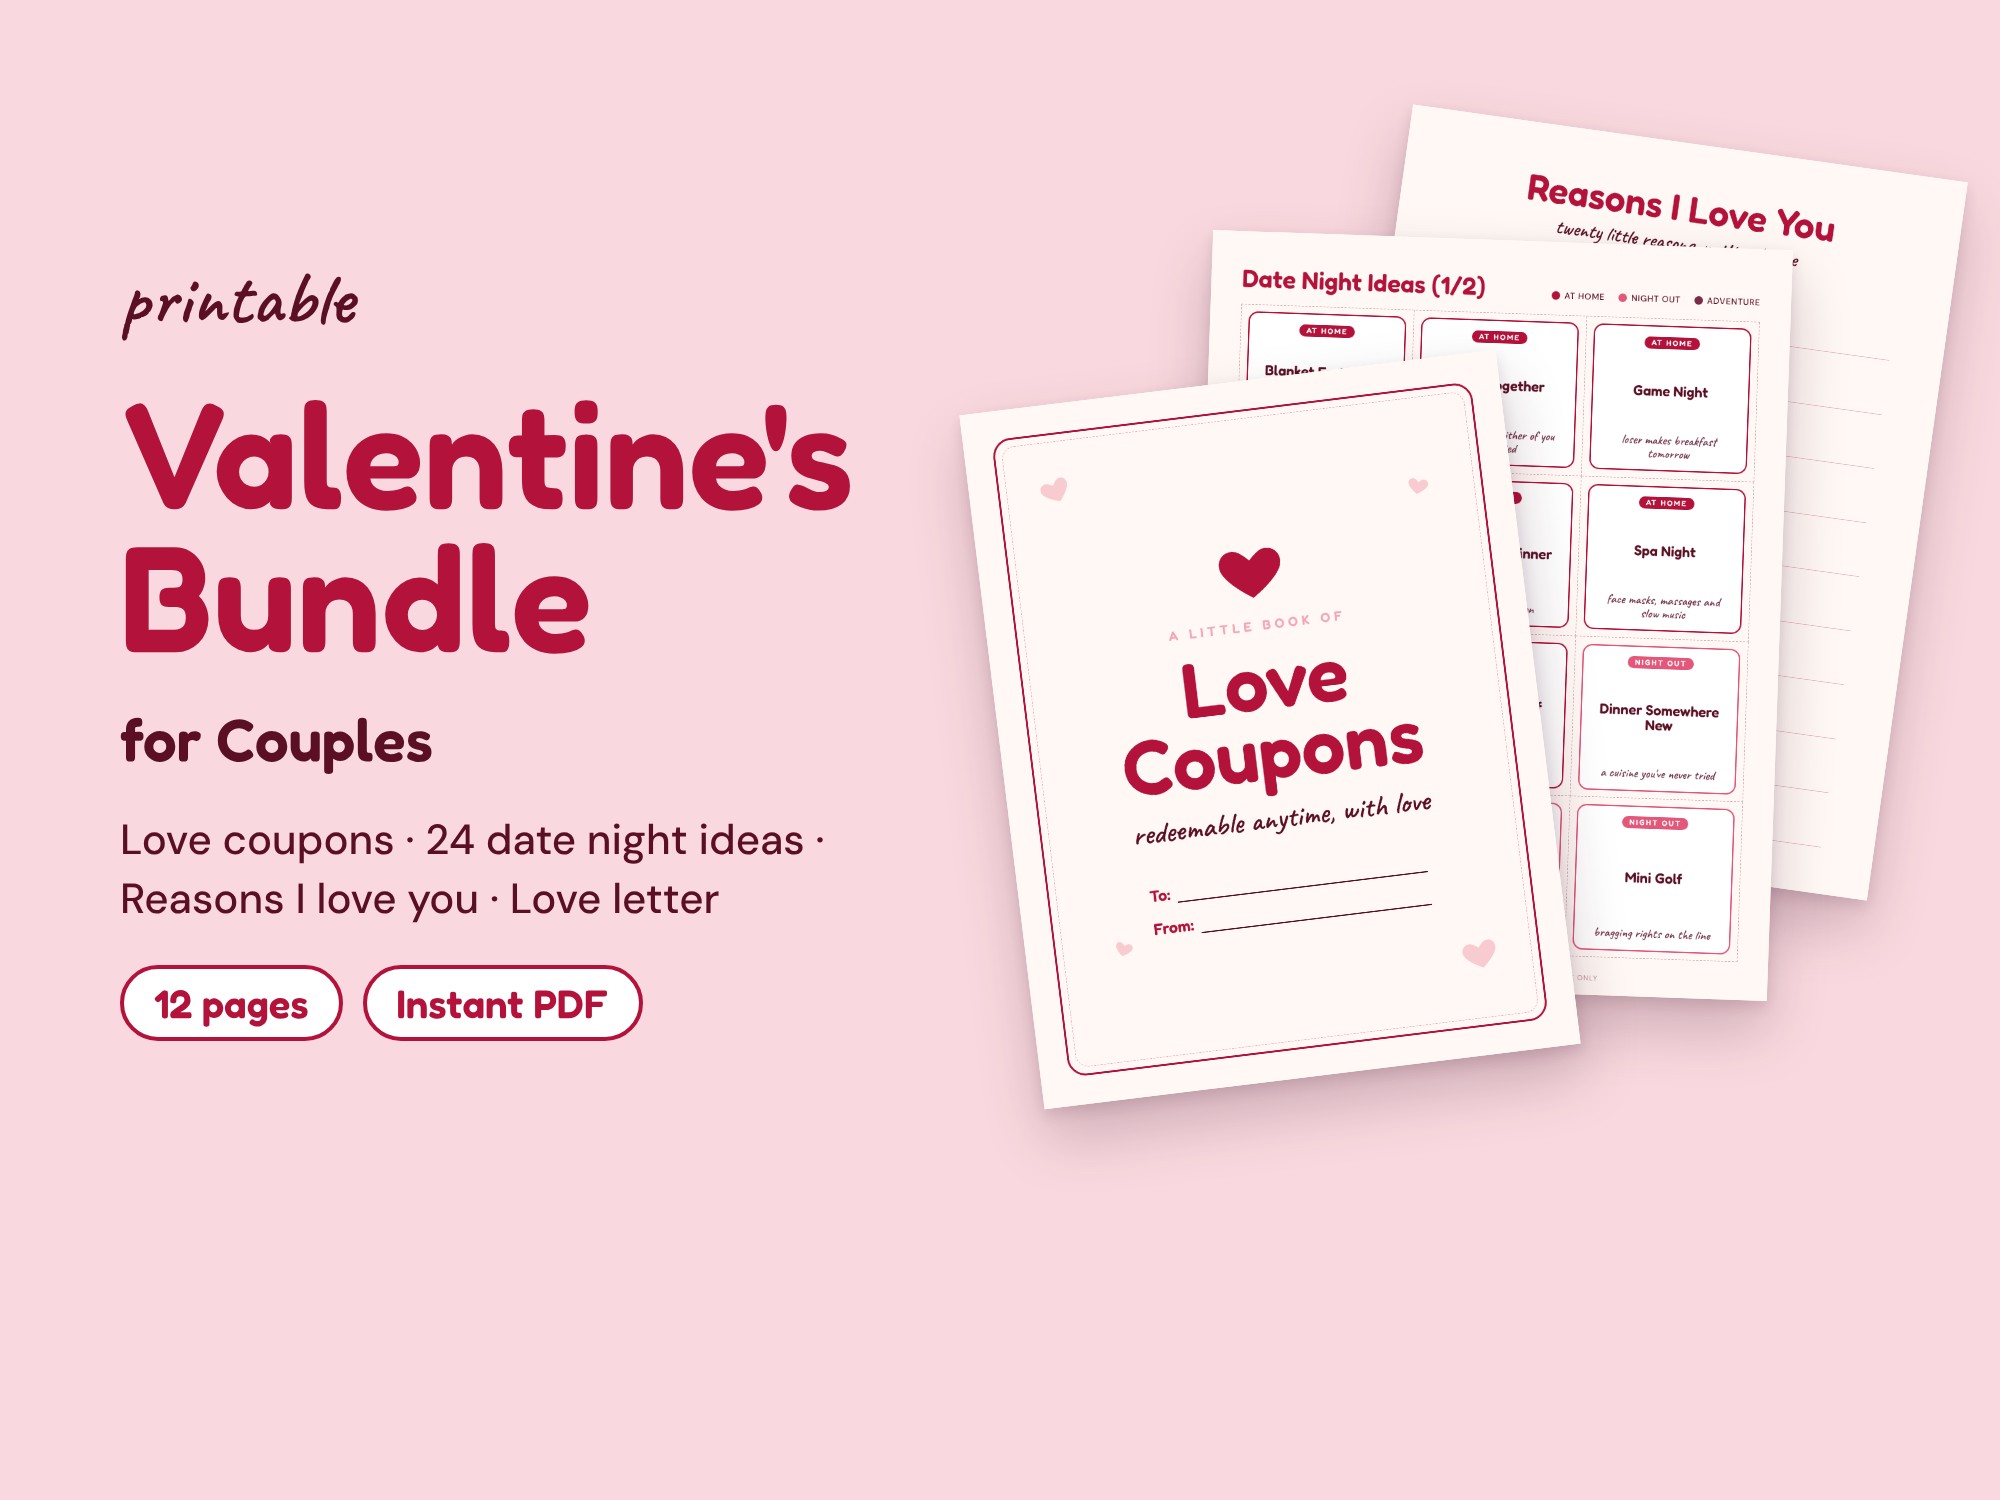 printable
Valentine's
Bundle
for Couples
Love coupons · 24 date night ideas ·
Reasons I love you · Love letter
12 pages
Instant PDF
Reasons I Love You
twenty little
Date Night Ideas (1/2)
AT HOME
NIGHT OUT
ADVENTURE
AT HOME
Blanket
AT HOME
AT HOME
Game Night
loser makes breakfast
tomorrow
AT HOME
Spa Night
face masks, massages and
slow music
NIGHT OUT
Dinner Somewhere
New
a cuisine you've never tried
NIGHT OUT
Mini Golf
bragging rights on the line
of you
ONLY
A LITTLE BOOK OF
Love
Coupons
redeemable anytime, with love
To:
From: